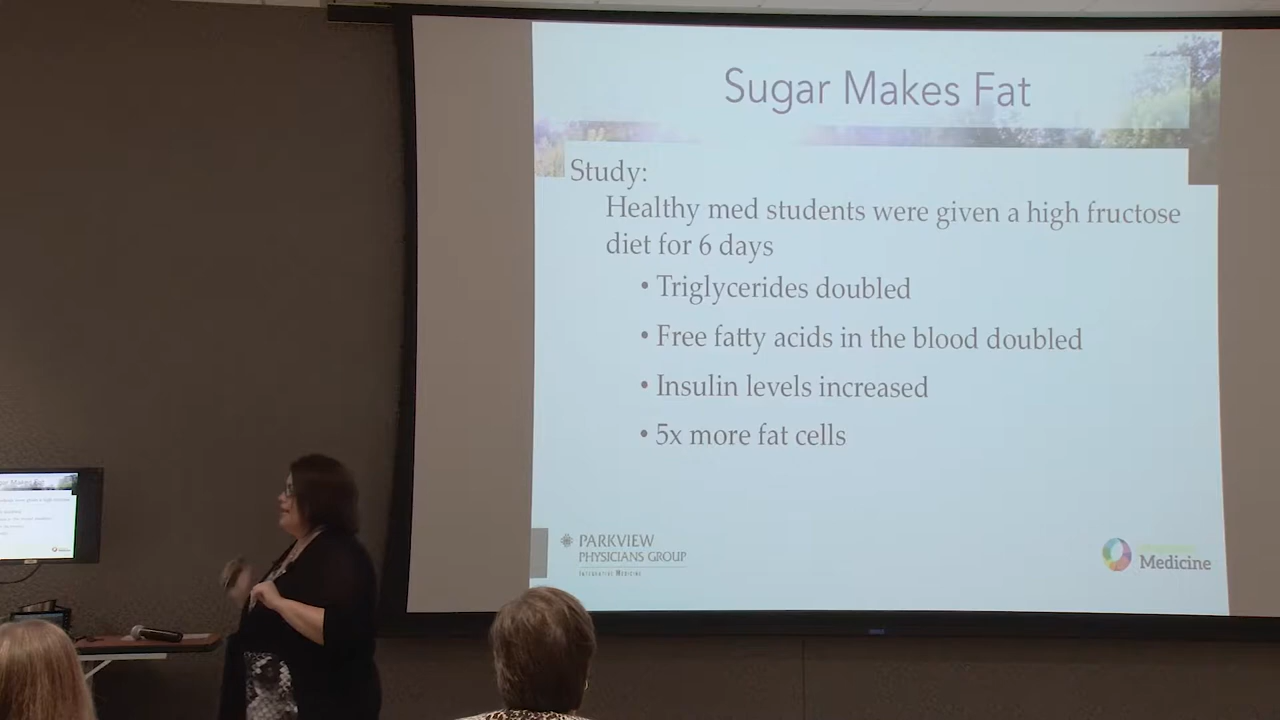 Sugar Makes Fat
Study:
Healthy med students were given a high fructose
diet for 6 days
• Triglycerides doubled
• Free fatty acids in the blood doubled
• Insulin levels increased
• 5x more fat cells
PARKVIEW
PHYSICIANS GROUP
INTEGRATIVE MEDICINE
Medicine